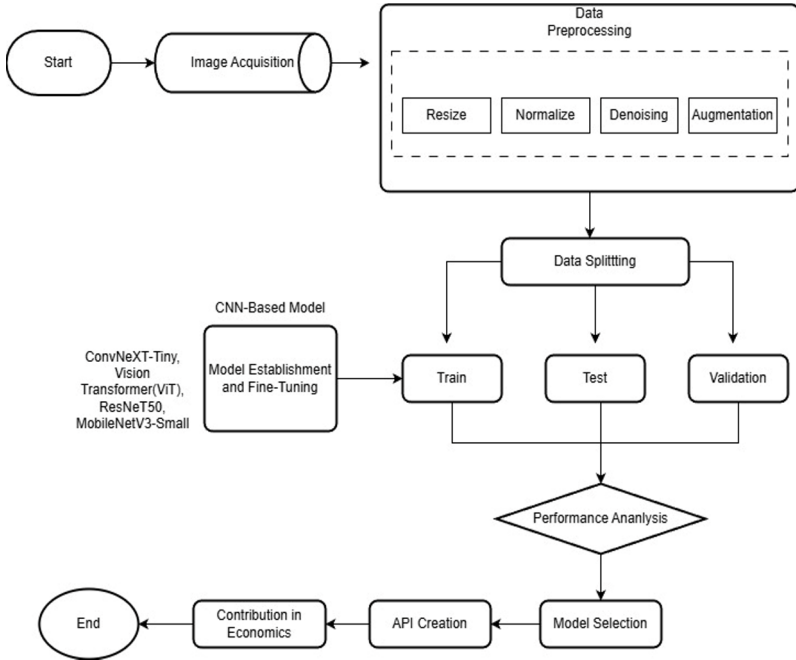 Start
Image Acquisition
Data
Preprocessing
Resize
Normalize
Denoising
Augmentation
Data Splittting
CNN-Based Model
ConvNeXT-Tiny,
Vision
Transformer(ViT),
ResNeT50,
MobileNetV3-Small
Model Establishment
and Fine-Tuning
Train
Test
Validation
Performance Ananlysis
Model Selection
API Creation
Contribution in
Economics
End